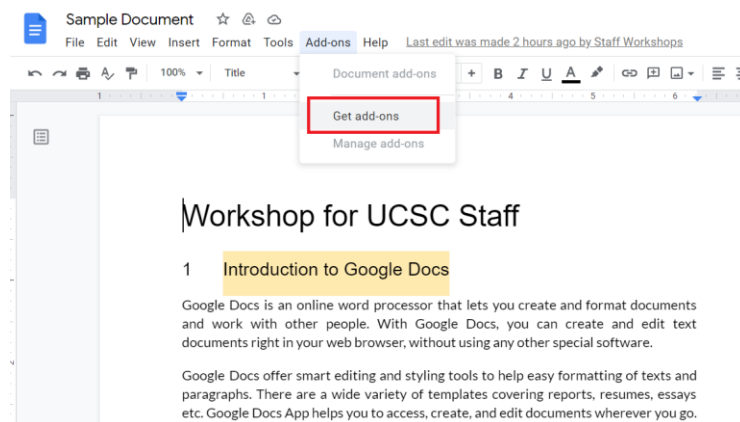 Sample Document
File Edit View Insert Format Tools Add-ons Help Last edit was made 2 hours ago by Staff Workshops
100% Title + B I U A
Document add-ons
1 1 4 5 6
Get add-ons
Manage add-ons
Workshop for UCSC Staff
1 Introduction to Google Docs
Google Docs is an online word processor that lets you create and format documents
and work with other people. With Google Docs, you can create and edit text
documents right in your web browser, without using any other special software.
Google Docs offer smart editing and styling tools to help easy formatting of texts and
paragraphs. There are a wide variety of templates covering reports, resumes, essays
etc. Google Docs App helps you to access, create, and edit documents wherever you go.